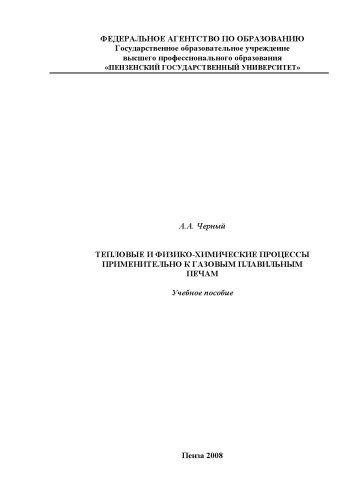 ФЕДЕРАЛЬНОЕ АГЕНТСТВО ПО ОБРАЗОВАНИЮ
Государственное образовательное учреждение
высшего профессионального образования
«ПЕНЗЕНСКИЙ ГОСУДАРСТВЕННЫЙ УНИВЕРСИТЕТ»
А.А. Черный
ТЕПЛОВЫЕ И ФИЗИКО-ХИМИЧЕСКИЕ ПРОЦЕССЫ
ПРИМЕНИТЕЛЬНО К ГАЗОВЫМ ПЛАВИЛЬНЫМ
ПЕЧАМ
Учебное пособие
Пенза 2008